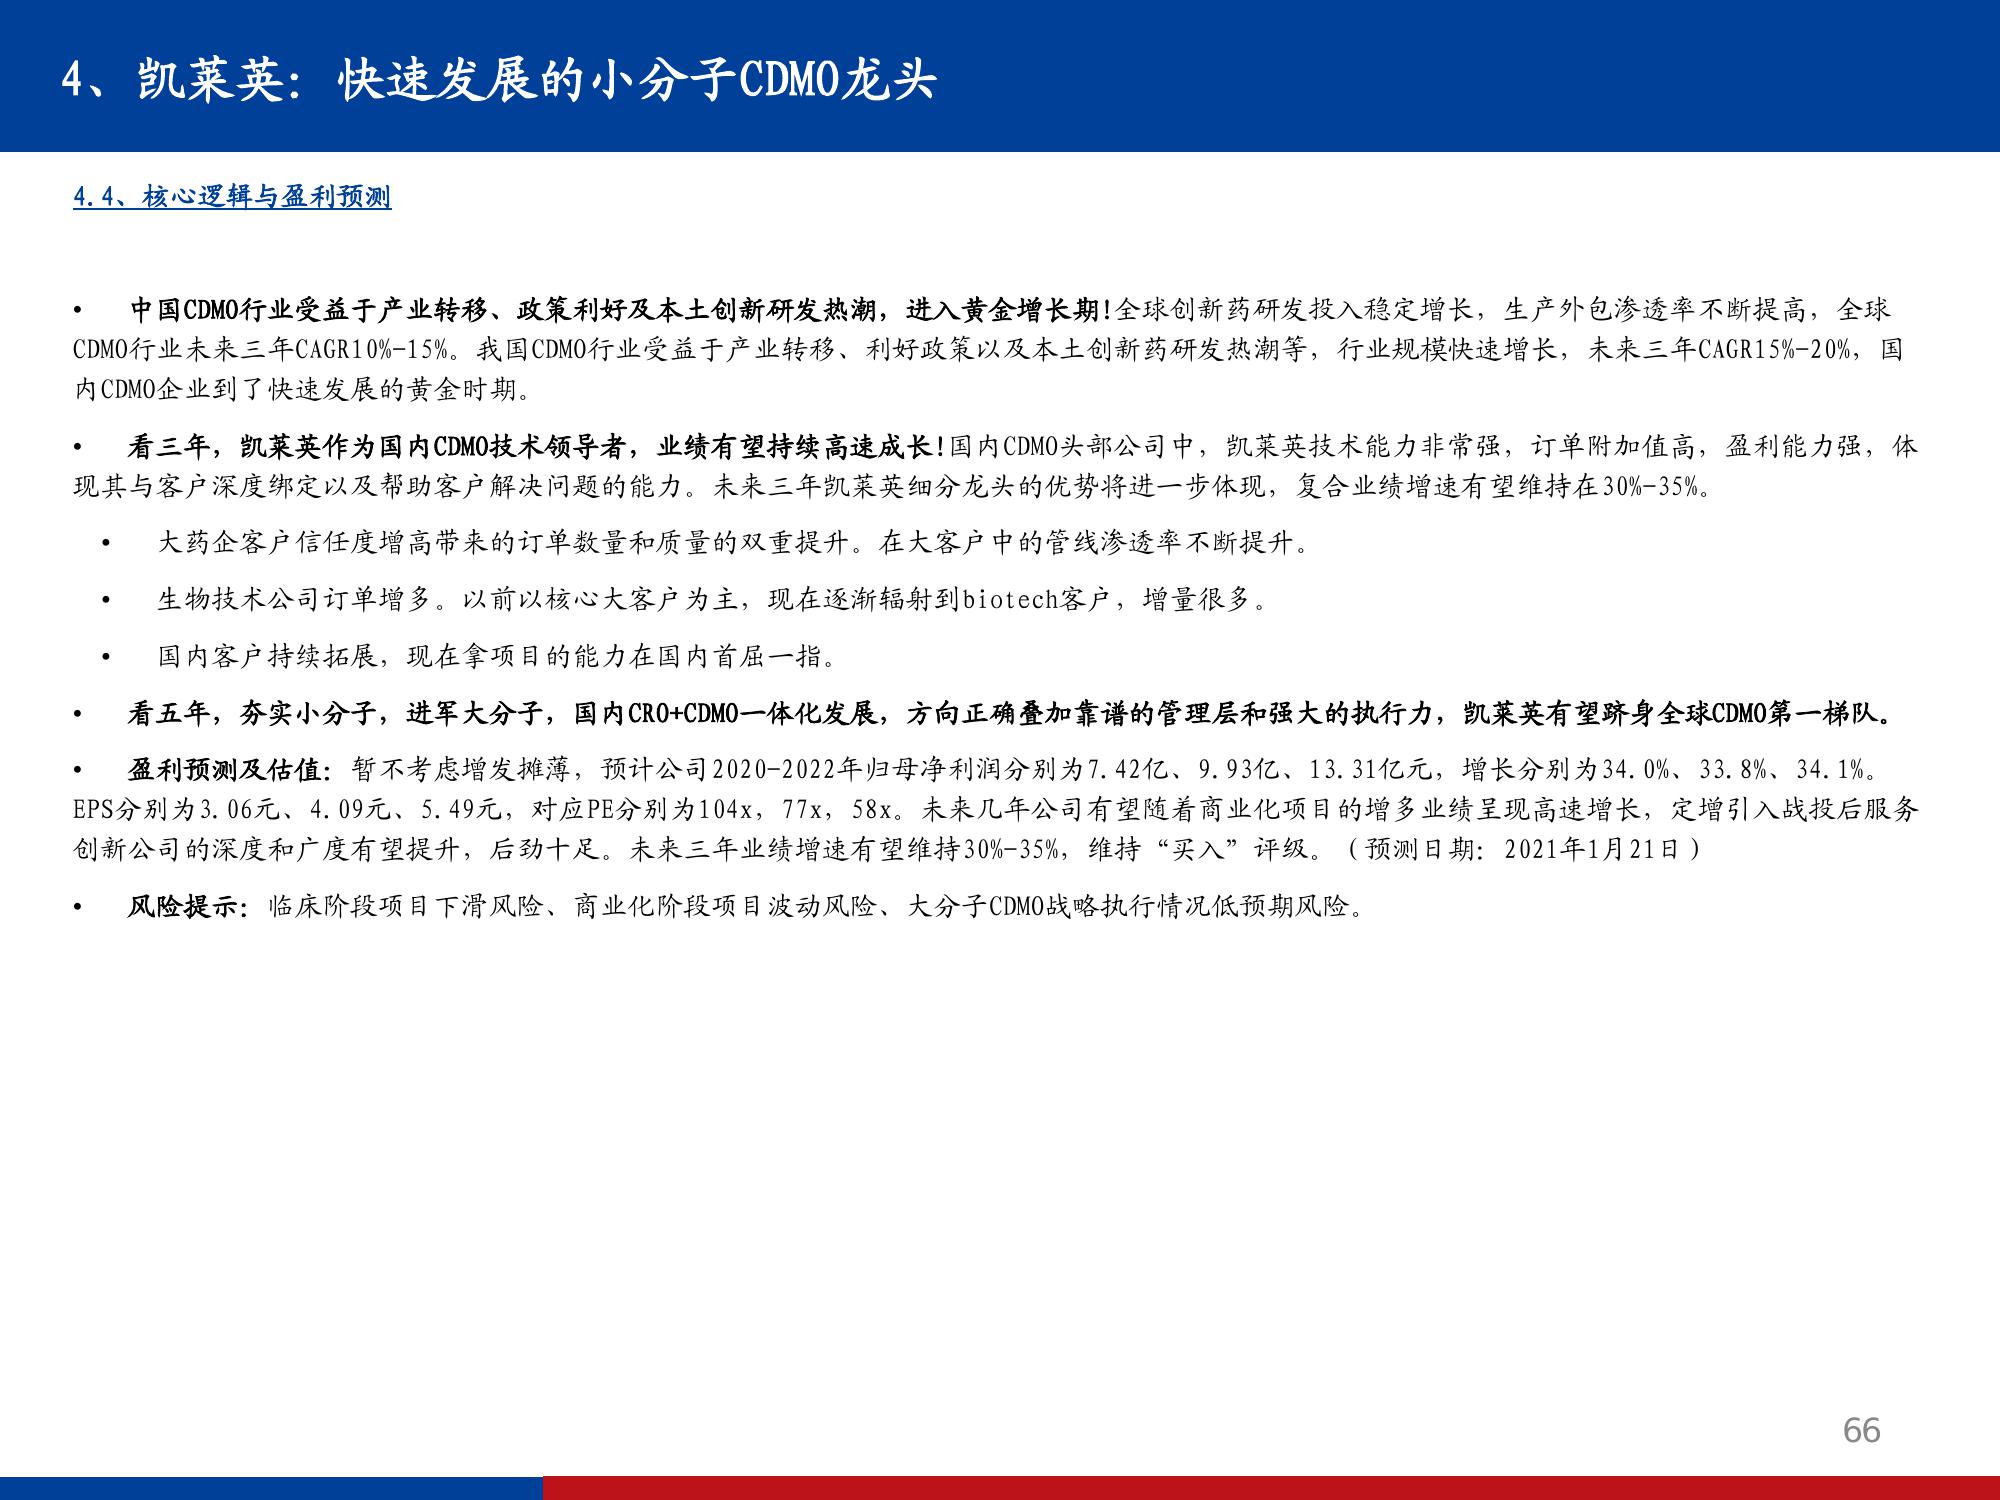 4、凯莱英：快速发展的小分子CDMO龙头
4.4、核心逻辑与盈利预测
• 中国CDMO行业受益于产业转移、政策利好及本土创新研发热潮，进入黄金增长期！全球创新药研发投入稳定增长，生产外包渗透率不断提高，全球
CDMO行业未来三年CAGR10%-15%。我国CDMO行业受益于产业转移、利好政策以及本土创新药研发热潮等，行业规模快速增长，未来三年CAGR15%-20%，国
内CDMO企业到了快速发展的黄金时期。
• 看三年，凯莱英作为国内CDMO技术领导者，业绩有望持续高速成长！国内CDMO头部公司中，凯莱英技术能力非常强，订单附加值高，盈利能力强，体
现其与客户深度绑定以及帮助客户解决问题的能力。未来三年凯莱英细分龙头的优势将进一步体现，复合业绩增速有望维持在30%-35%。
• 大药企客户信任度增高带来的订单数量和质量的双重提升。在大客户中的管线渗透率不断提升。
• 生物技术公司订单增多。以前以核心大客户为主，现在逐渐辐射到biotech客户，增量很多。
• 国内客户持续拓展，现在拿项目的能力在国内首屈一指。
• 看五年，夯实小分子，进军大分子，国内CRO+CDMO一体化发展，方向正确叠加靠谱的管理层和强大的执行力，凯莱英有望跻身全球CDMO第一梯队。
• 盈利预测及估值：暂不考虑增发摊薄，预计公司2020-2022年归母净利润分别为7.42亿、9.93亿、13.31亿元，增长分别为34.0%、33.8%、34.1%。
EPS分别为3.06元、4.09元、5.49元，对应PE分别为104x，77x，58x。未来几年公司有望随着商业化项目的增多业绩呈现高速增长，定增引入战投后服务
创新公司的深度和广度有望提升，后劲十足。未来三年业绩增速有望维持30%-35%，维持“买入”评级。（预测日期：2021年1月21日）
• 风险提示：临床阶段项目下滑风险、商业化阶段项目波动风险、大分子CDMO战略执行情况低预期风险。
66